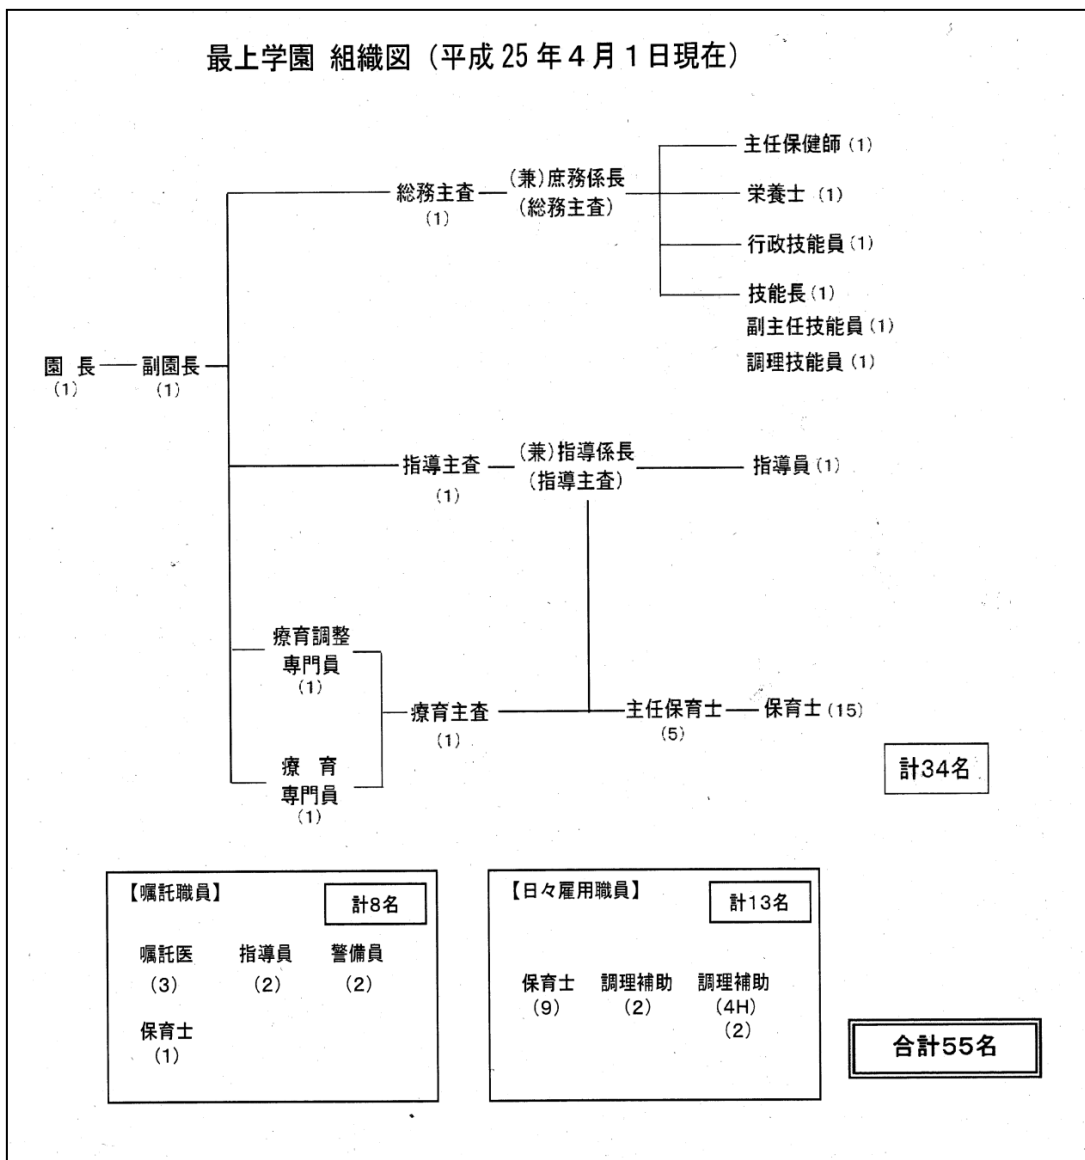 最上学園 組織図（平成25年4月1日現在）
主任保健師(1)
総務主査
(1)
(兼)庶務係長
(総務主査)
栄養士(1)
行政技能員(1)
技能長(1)
副主任技能員(1)
調理技能員(1)
園長
(1)
副園長
(1)
指導主査
(1)
(兼)指導係長
(指導主査)
指導員(1)
療育調整
専門員
(1)
療育主査
(1)
主任保育士
(5)
保育士(15)
療育
専門員
(1)
計34名
【嘱託職員】
計8名
嘱託医
(3)
指導員
(2)
警備員
(2)
保育士
(1)
【日々雇用職員】
計13名
保育士
(9)
調理補助
(2)
調理補助
(4H)
(2)
合計55名